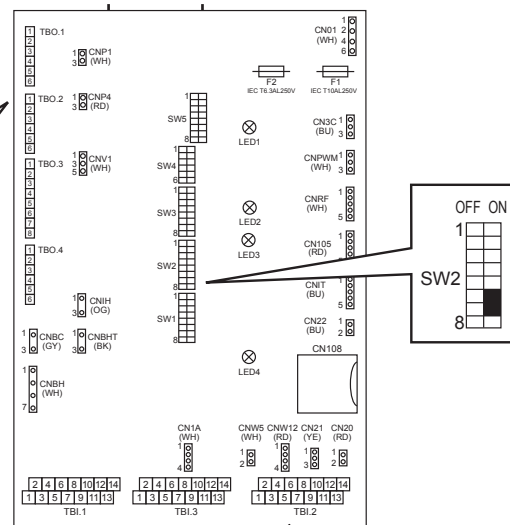 TBO.1
1
2
3
4
5
6
CNP1
(WH)
1
3
CN01
(WH)
1
2
4
6
F2
IEC T6.3AL250V
F1
IEC T10AL250V
TBO.2
1
2
3
4
5
6
CNP4
(RD)
1
3
SW5
1
8
LED1
CN3C
(BU)
1
3
TBO.3
1
2
3
4
5
6
7
8
CNV1
(WH)
1
3
5
SW4
1
6
CNPWM
(WH)
1
3
SW3
1
8
LED2
CNRF
(WH)
1
5
TBO.4
1
2
3
4
5
6
SW2
1
8
LED3
CN105
(RD)
1
CNIT
(BU)
1
5
CNIH
(OG)
1
3
SW1
1
8
CN22
(BU)
1
2
CNBC
(GY)
1
3
CNBHT
(BK)
1
3
LED4
CN108
CNBH
(WH)
1
7
CN1A
(WH)
1
4
CNW5
(WH)
1
2
CNW12
(RD)
1
4
CN21
(YE)
1
3
CN20
(RD)
1
2
2 4 6 8 10 12 14
1 3 5 7 9 11 13
TBI.1
2 4 6 8 10 12 14
1 3 5 7 9 11 13
TBI.3
2 4 6 8 10 12 14
1 3 5 7 9 11 13
TBI.2
OFF ON
1
SW2
8